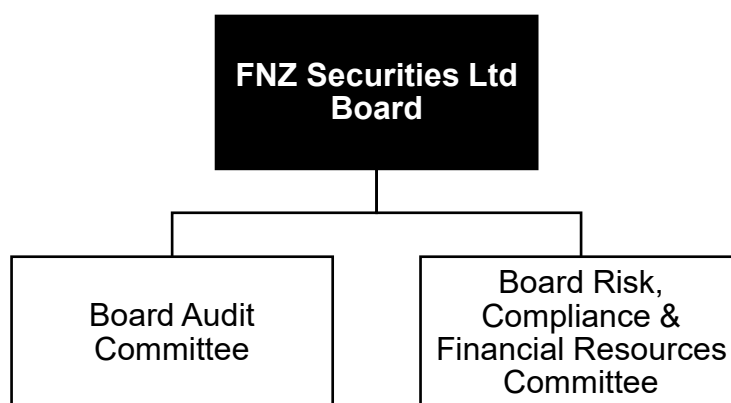 FNZ Securities Ltd
Board
Board Audit
Committee
Board Risk,
Compliance &
Financial Resources
Committee